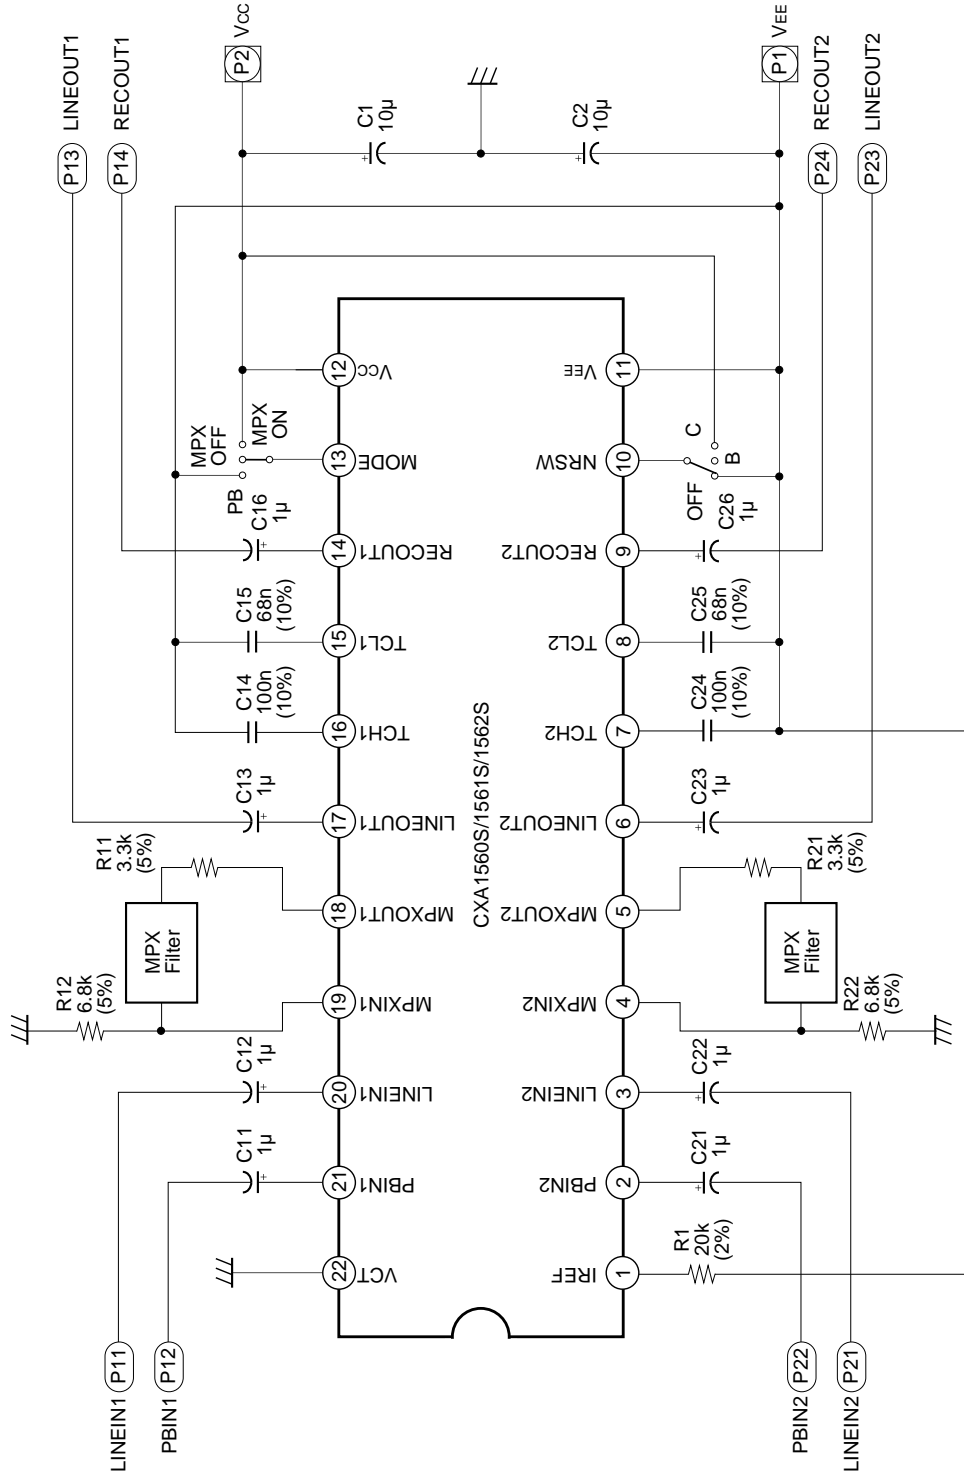 LINEIN1 P11
PBIN1 P12
P13 LINEOUT1
P14 RECOUT1
P2 VCC
P1 VEE
P24 RECOUT2
P23 LINEOUT2
PBIN2 P22
LINEIN2 P21
R12
6.8k
(5%)
MPX
Filter
R11
3.3k
(5%)
C11
1μ
C12
1μ
C13
1μ
C14
100n
(10%)
C15
68n
(10%)
C16
1μ
PB
MPX
OFF
MPX
ON
C1
10μ
C2
10μ
22 21 20 19 18 17 16 15 14 13 12
VCT
PBIN1
LINEIN1
MPXIN1
MPXOUT1
LINEOUT1
TCH1
TCL1
RECOUT1
MODE
VCC
CXA1560S/1561S/1562S
IREF
PBIN2
LINEIN2
MPXIN2
MPXOUT2
LINEOUT2
TCH2
TCL2
RECOUT2
NRSW
VEE
1 2 3 4 5 6 7 8 9 10 11
R1
20k
(2%)
C21
1μ
C22
1μ
R22
6.8k
(5%)
MPX
Filter
R21
3.3k
(5%)
C23
1μ
C24
100n
(10%)
C25
68n
(10%)
C26
1μ
OFF
B
C